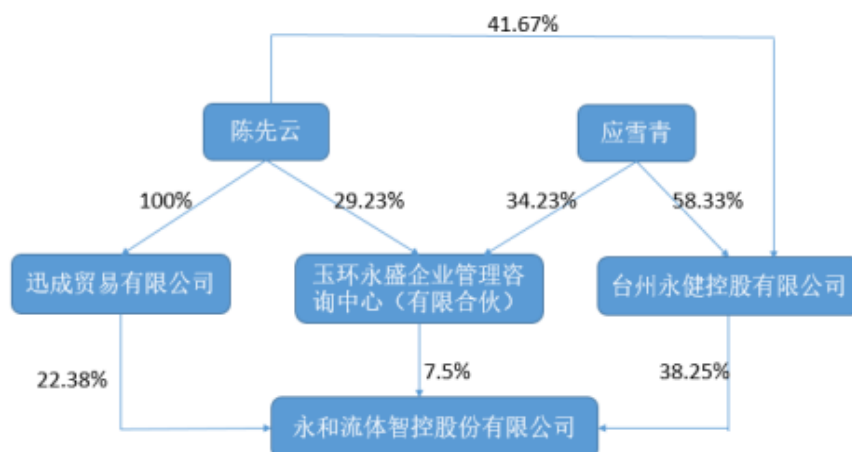 41.67%
陈先云
应雪青
100%
29.23%
34.23%
58.33%
迅成贸易有限公司
玉环永盛企业管理咨
询中心（有限合伙）
台州永健控股有限公司
22.38%
7.5%
38.25%
永和流体智控股份有限公司